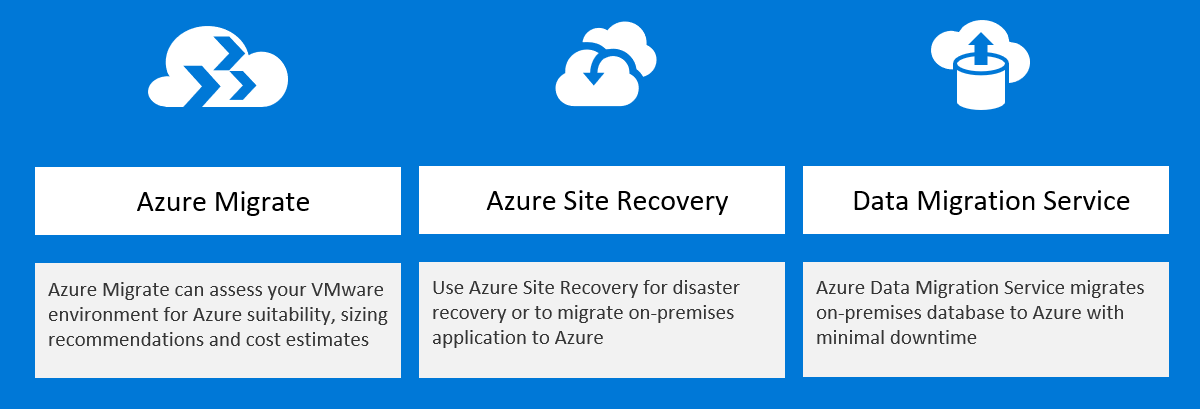 Azure Migrate
Azure Site Recovery
Data Migration Service
Azure Migrate can assess your VMware
environment for Azure suitability, sizing
recommendations and cost estimates
Use Azure Site Recovery for disaster
recovery or to migrate on-premises
application to Azure
Azure Data Migration Service migrates
on-premises database to Azure with
minimal downtime